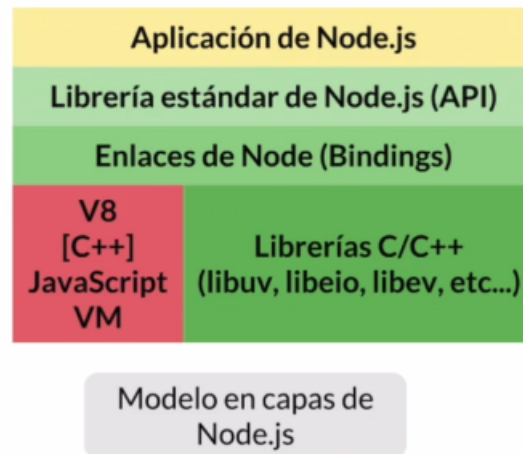 Aplicación de Node.js
Librería estándar de Node.js (API)
Enlaces de Node (Bindings)
V8
[C++]
JavaScript
VM
Librerías C/C++
(libuv, libeio, libev, etc...)
Modelo en capas de
Node.js